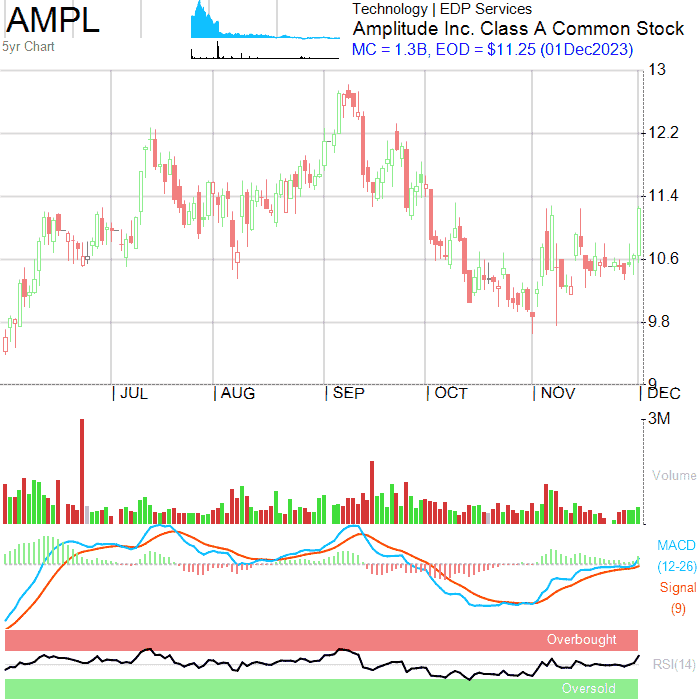 AMPL
5yr Chart
Technology | EDP Services
Amplitude Inc. Class A Common Stock
MC = 1.3B, EOD = $11.25 (01Dec2023)
13
12.2
11.4
10.6
9.8
9
JUL AUG SEP OCT NOV DEC
3M
Volume
MACD
(12-26)
Signal
(9)
Overbought
RSI(14)
Oversold